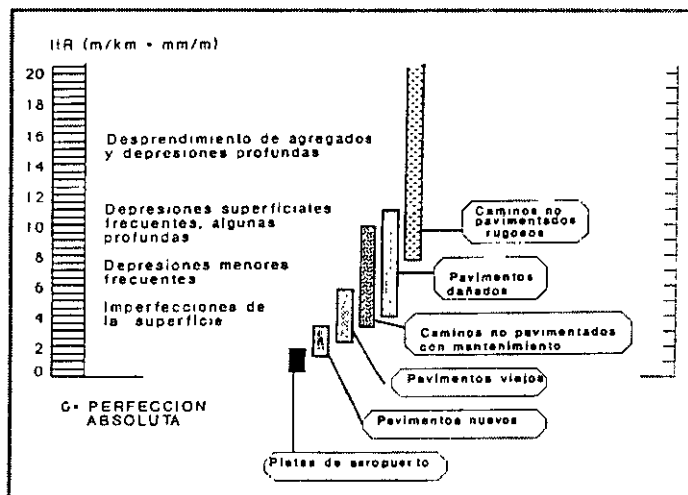 IRA (m/km = mm/m)
20
18
16
14
12
10
8
6
4
2
0
Desprendimiento de agregados
y depresiones profundas
Depresiones superficiales
frecuentes, algunas
profundas
Depresiones menores
frecuentes
Imperfecciones de
la superficie
Caminos no
pavimentados
rugosos
Pavimentos
dañados
Caminos no pavimentados
con mantenimiento
Pavimentos viejos
Pavimentos nuevos
Pistas de aeropuerto
0= PERFECCION
ABSOLUTA